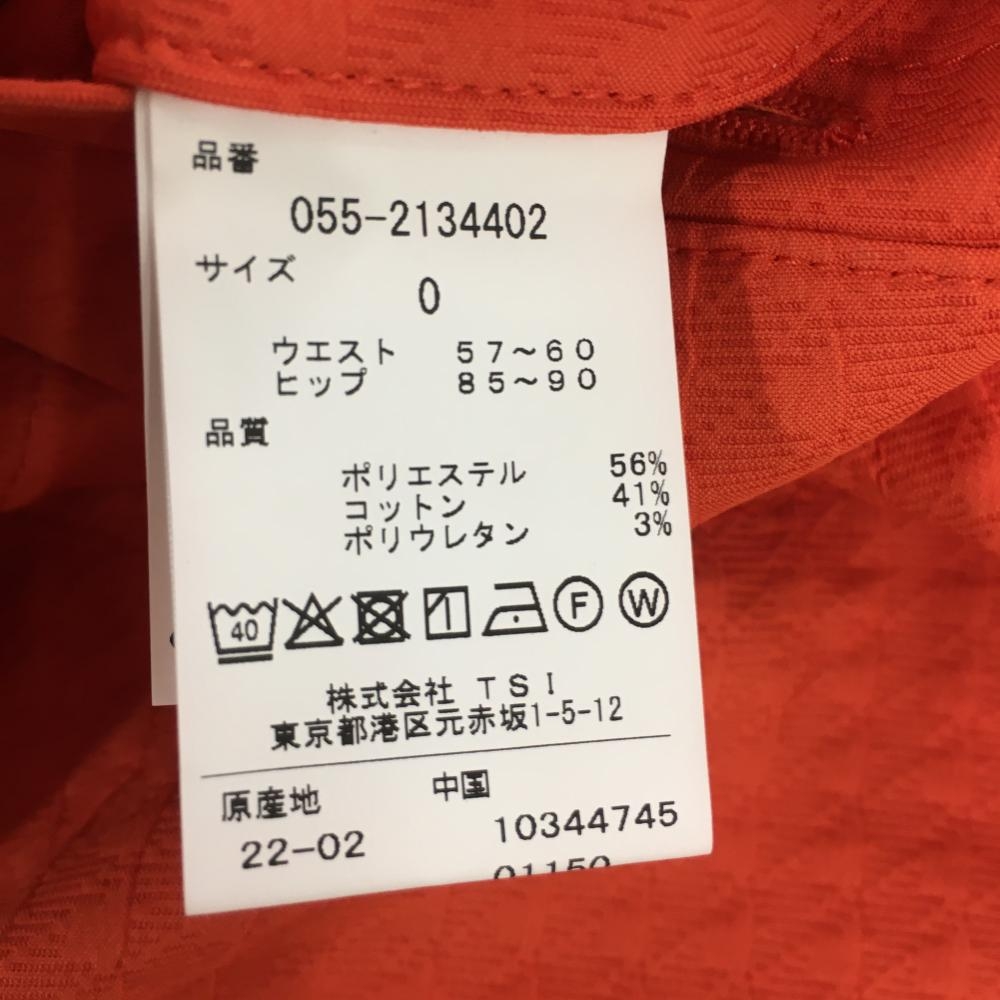 品番
055-2134402
サイズ
0
ウエスト 57~60
ヒップ 85~90
品質
ポリエステル 56%
コットン 41%
ポリウレタン 3%
40 F W
株式会社 TSI
東京都港区元赤坂1-5-12
原産地 中国
22-02 10344745